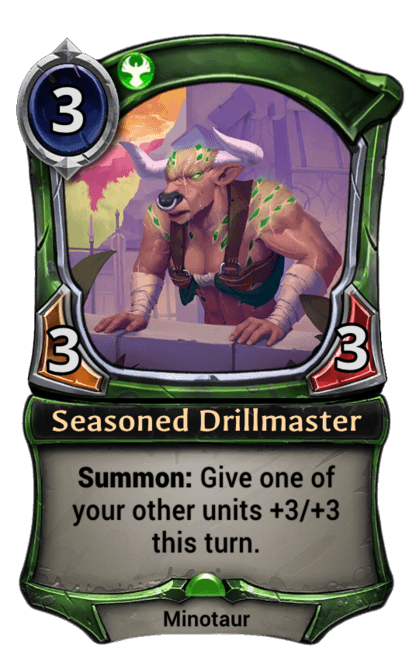 3
3
3
Seasoned Drillmaster
Summon: Give one of
your other units +3/+3
this turn.
Minotaur